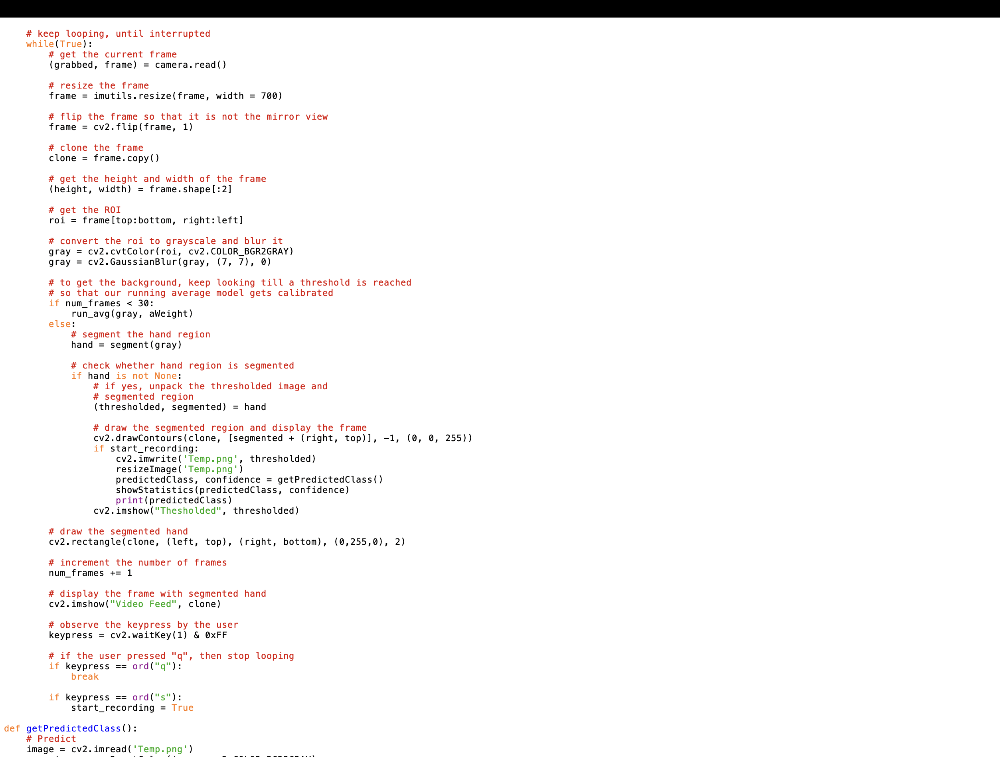 # keep looping, until interrupted
while(True):
# get the current frame
(grabbed, frame) = camera.read()
# resize the frame
frame = imutils.resize(frame, width = 700)
# flip the frame so that it is not the mirror view
frame = cv2.flip(frame, 1)
# clone the frame
clone = frame.copy()
# get the height and width of the frame
(height, width) = frame.shape[:2]
# get the ROI
roi = frame[top:bottom, right:left]
# convert the roi to grayscale and blur it
gray = cv2.cvtColor(roi, cv2.COLOR_BGR2GRAY)
gray = cv2.GaussianBlur(gray, (7, 7), 0)
# to get the background, keep looking till a threshold is reached
# so that our running average model gets calibrated
if num_frames < 30:
run_avg(gray, aWeight)
else:
# segment the hand region
hand = segment(gray)
# check whether hand region is segmented
if hand is not None:
# if yes, unpack the thresholded image and
# segmented region
(thresholded, segmented) = hand
# draw the segmented region and display the frame
cv2.drawContours(clone, [segmented + (right, top)], -1, (0, 0, 255))
if start_recording:
cv2.imwrite('Temp.png', thresholded)
resizeImage('Temp.png')
predictedClass, confidence = getPredictedClass()
showStatistics(predictedClass, confidence)
print(predictedClass)
cv2.imshow("Thesholded", thresholded)
# draw the segmented hand
cv2.rectangle(clone, (left, top), (right, bottom), (0,255,0), 2)
# increment the number of frames
num_frames += 1
# display the frame with segmented hand
cv2.imshow("Video Feed", clone)
# observe the keypress by the user
keypress = cv2.waitKey(1) & 0xFF
# if the user pressed "q", then stop looping
if keypress == ord("q"):
break
if keypress == ord("s"):
start_recording = True
def getPredictedClass():
# Predict
image = cv2.imread('Temp.png')